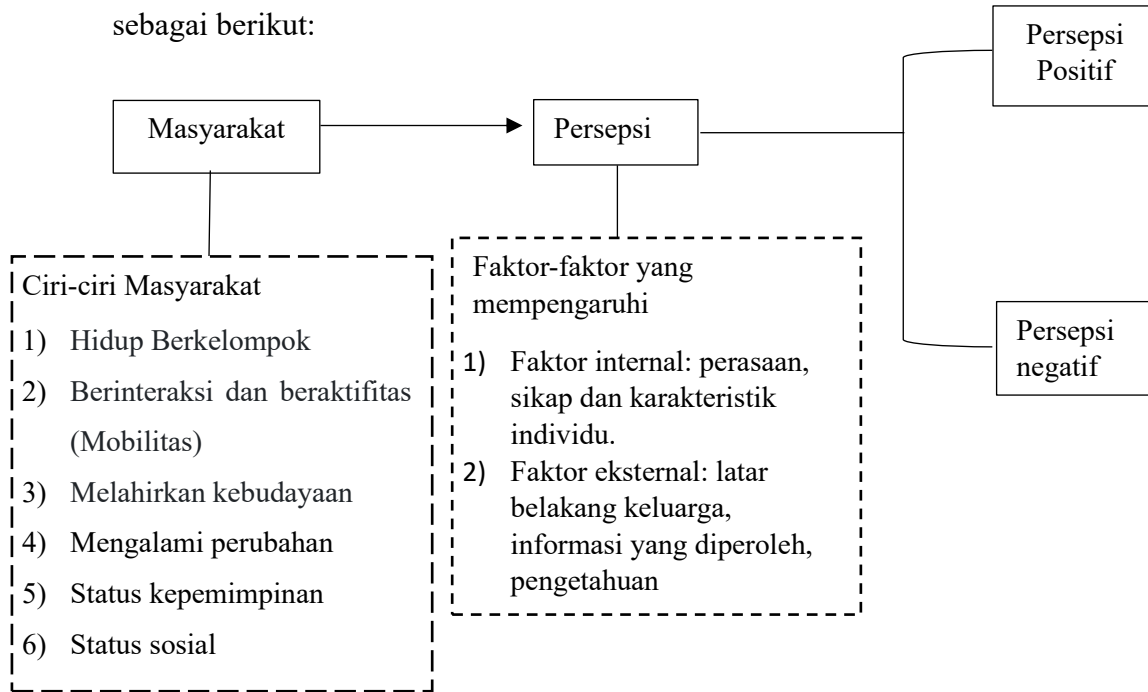 sebagai berikut:
Masyarakat
Persepsi
Persepsi
Positif
Persepsi
negatif
Ciri-ciri Masyarakat
1) Hidup Berkelompok
2) Berinteraksi dan beraktifitas
(Mobilitas)
3) Melahirkan kebudayaan
4) Mengalami perubahan
5) Status kepemimpinan
6) Status sosial
Faktor-faktor yang
mempengaruhi
1) Faktor internal: perasaan,
sikap dan karakteristik
individu.
2) Faktor eksternal: latar
belakang keluarga,
informasi yang diperoleh,
pengetahuan